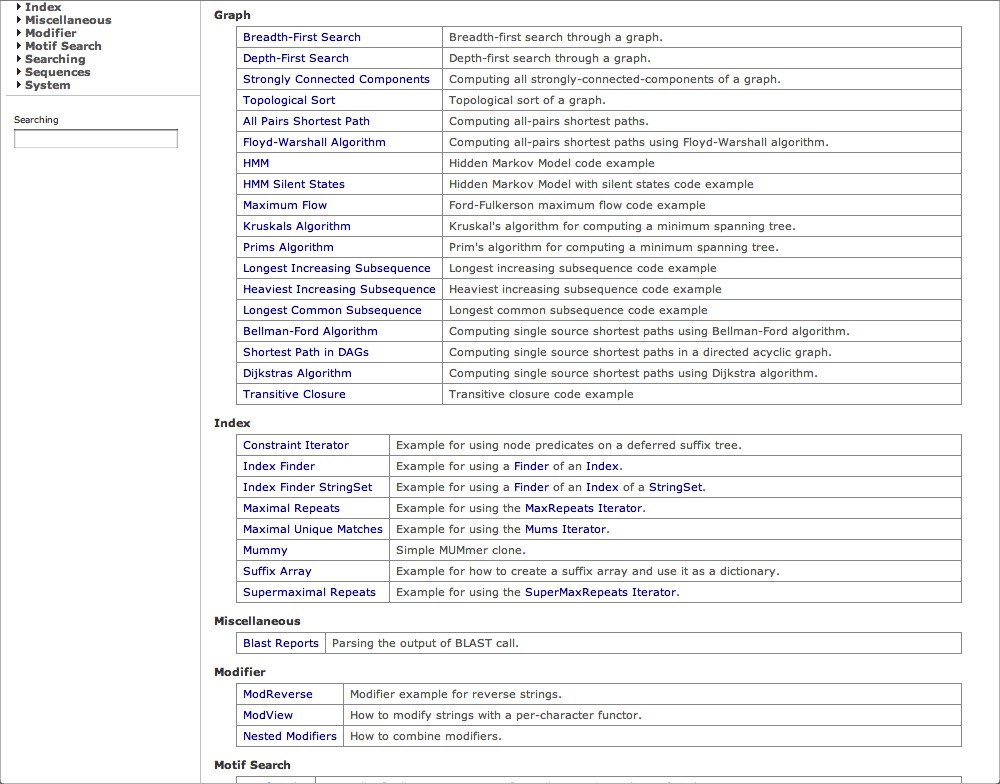 Index
Miscellaneous
Modifier
Motif Search
Searching
Sequences
System
Searching
Graph
Breadth-First Search Breadth-first search through a graph.
Depth-First Search Depth-first search through a graph.
Strongly Connected Components Computing all strongly-connected-components of a graph.
Topological Sort Topological sort of a graph.
All Pairs Shortest Path Computing all-pairs shortest paths.
Floyd-Warshall Algorithm Computing all-pairs shortest paths using Floyd-Warshall algorithm.
HMM Hidden Markov Model code example
HMM Silent States Hidden Markov Model with silent states code example
Maximum Flow Ford-Fulkerson maximum flow code example
Kruskals Algorithm Kruskal's algorithm for computing a minimum spanning tree.
Prims Algorithm Prim's algorithm for computing a minimum spanning tree.
Longest Increasing Subsequence Longest increasing subsequence code example
Heaviest Increasing Subsequence Heaviest increasing subsequence code example
Longest Common Subsequence Longest common subsequence code example
Bellman-Ford Algorithm Computing single source shortest paths using Bellman-Ford algorithm.
Shortest Path in DAGs Computing single source shortest paths in a directed acyclic graph.
Dijkstras Algorithm Computing single source shortest paths using Dijkstra algorithm.
Transitive Closure Transitive closure code example
Index
Constraint Iterator Example for using node predicates on a deferred suffix tree.
Index Finder Example for using a Finder of an Index.
Index Finder StringSet Example for using a Finder of an Index of a StringSet.
Maximal Repeats Example for using the MaxRepeats Iterator.
Maximal Unique Matches Example for using the Mums Iterator.
Mummy Simple MUMmer clone.
Suffix Array Example for how to create a suffix array and use it as a dictionary.
Supermaximal Repeats Example for using the SuperMaxRepeats Iterator.
Miscellaneous
Blast Reports Parsing the output of BLAST call.
Modifier
ModReverse Modifier example for reverse strings.
ModView How to modify strings with a per-character functor.
Nested Modifiers How to combine modifiers.
Motif Search